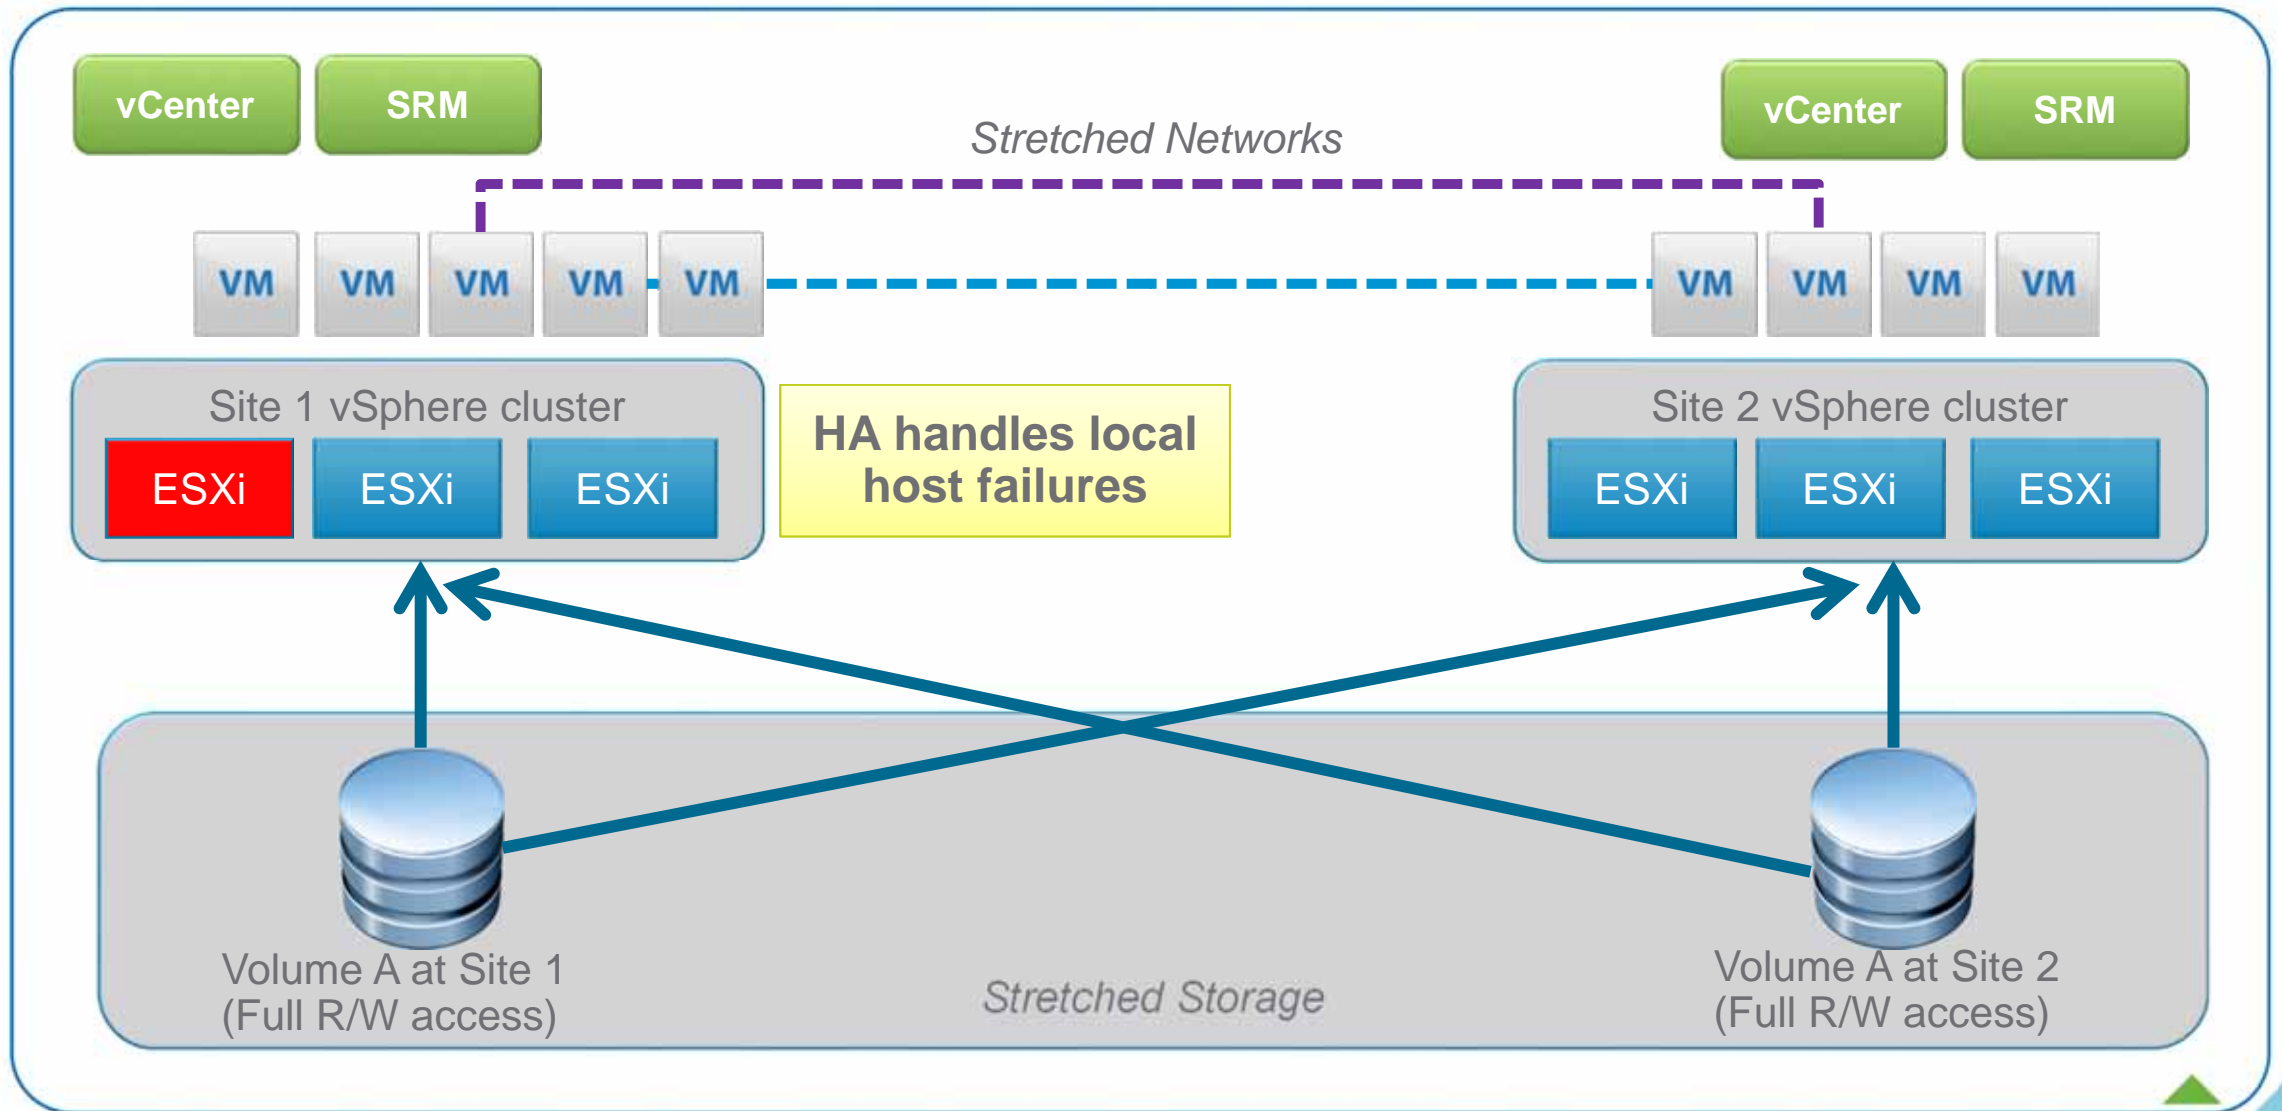 vCenter
SRM
vCenter
SRM
Stretched Networks
VM
VM
VM
VM
VM
VM
VM
VM
VM
Site 1 vSphere cluster
ESXi
ESXi
ESXi
HA handles local
host failures
Site 2 vSphere cluster
ESXi
ESXi
ESXi
Volume A at Site 1
(Full R/W access)
Stretched Storage
Volume A at Site 2
(Full R/W access)